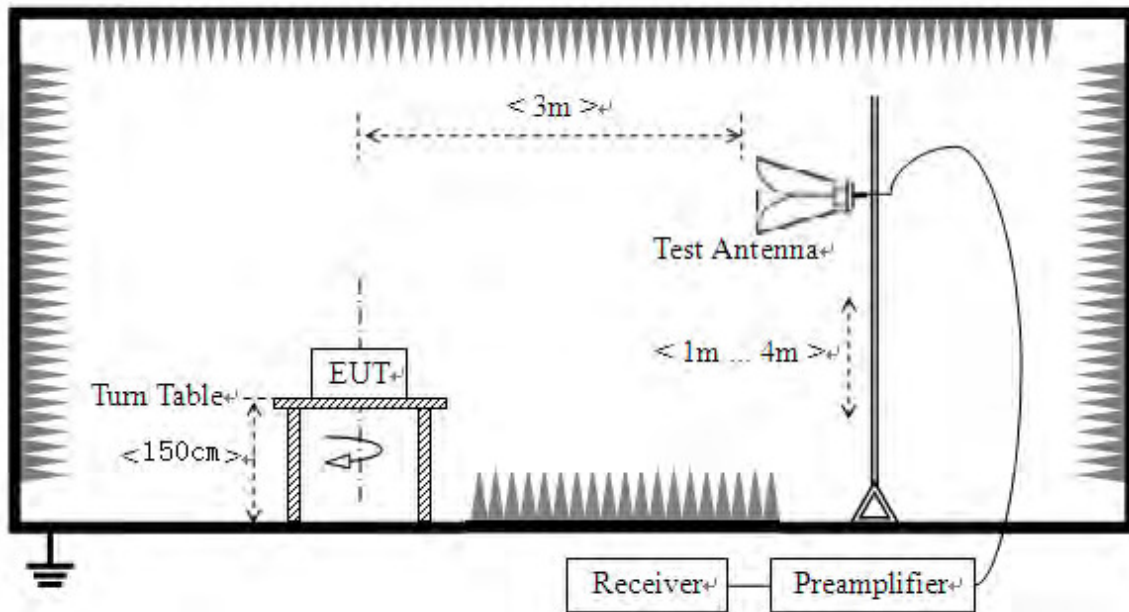 < 3m >↵
Test Antenna↵
< 1m ... 4m >↵
EUT↵
Turn Table↵
<150cm>↵
Receiver↵
Preamplifier↵